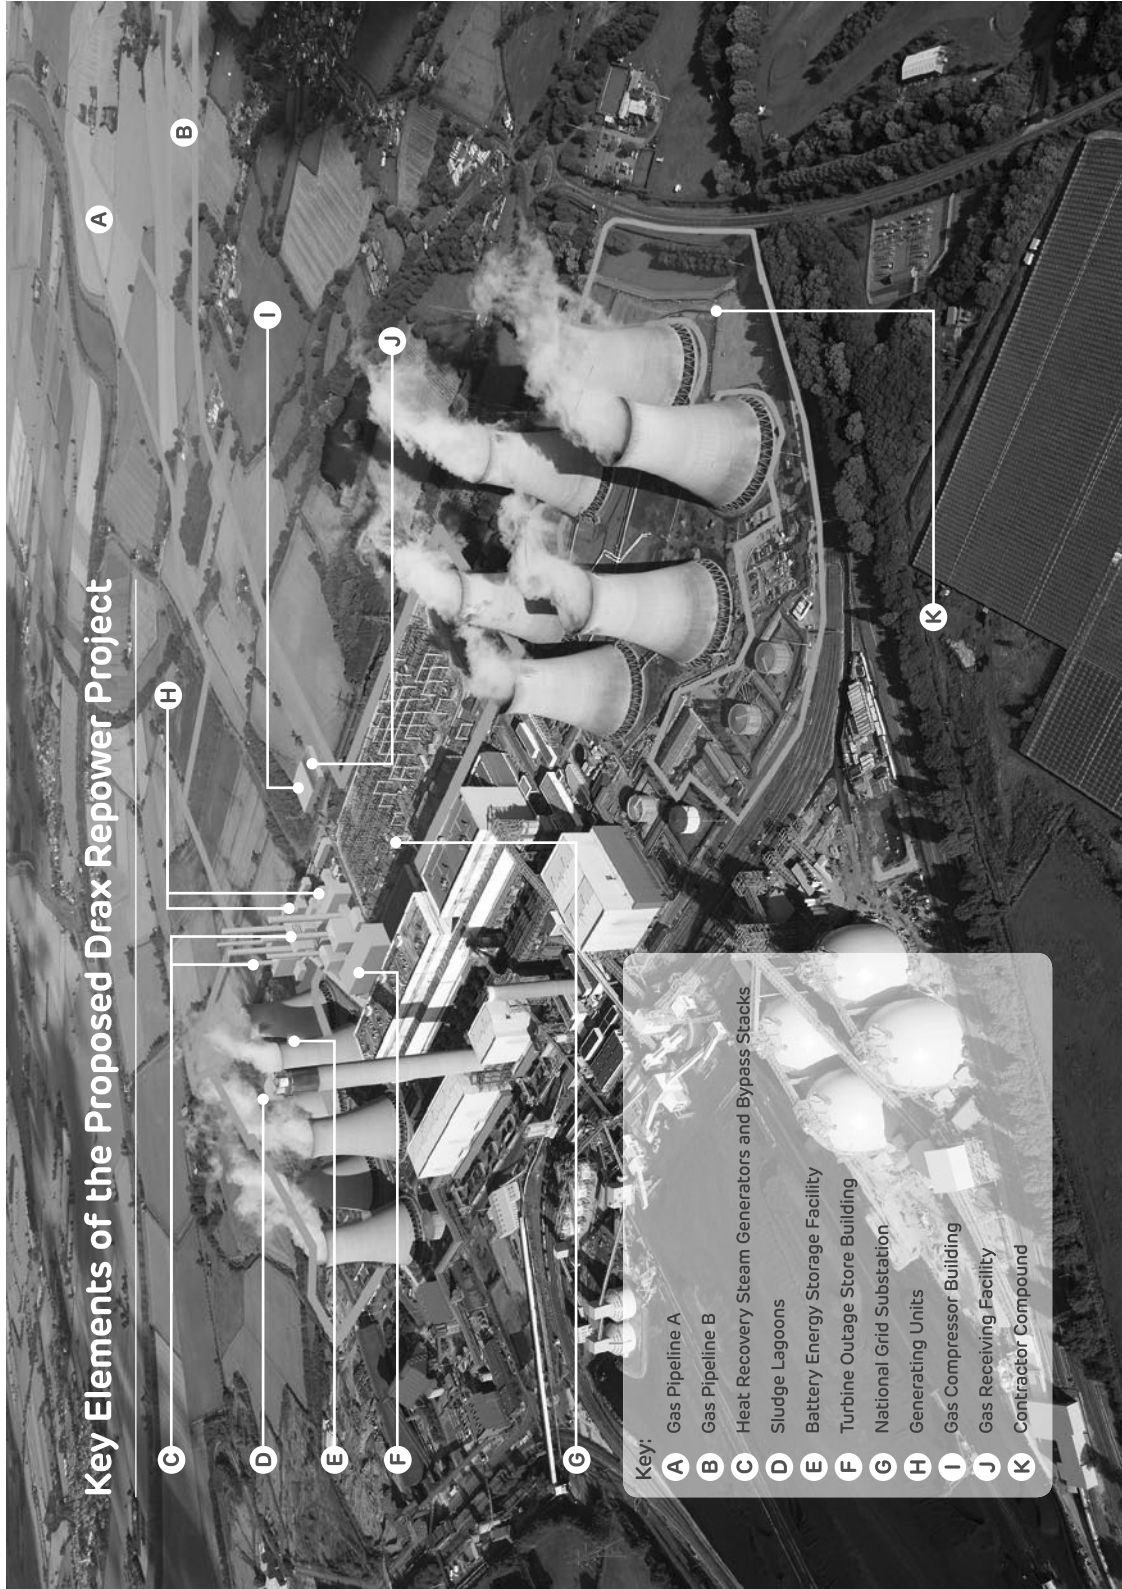 Key Elements of the Proposed Drax Repower Project
A
B
C
D
E
F
G
H
I
J
K
Key:
A Gas Pipeline A
B Gas Pipeline B
C Heat Recovery Steam Generators and Bypass Stacks
D Sludge Lagoons
E Battery Energy Storage Facility
F Turbine Outage Store Building
G National Grid Substation
H Generating Units
I Gas Compressor Building
J Gas Receiving Facility
K Contractor Compound